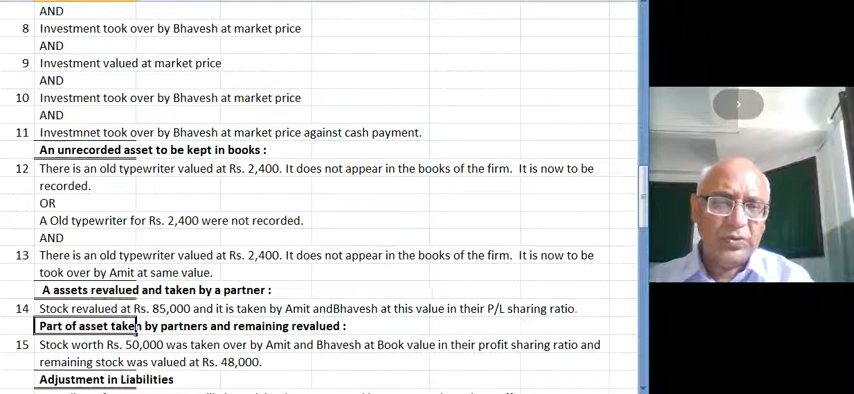 AND
8 Investment took over by Bhavesh at market price
AND
9 Investment valued at market price
AND
10 Investment took over by Bhavesh at market price
AND
11 Investmnet took over by Bhavesh at market price against cash payment.
An unrecorded asset to be kept in books :
12 There is an old typewriter valued at Rs. 2,400. It does not appear in the books of the firm. It is now to be
recorded.
OR
A Old typewriter for Rs. 2,400 were not recorded.
AND
13 There is an old typewriter valued at Rs. 2,400. It does not appear in the books of the firm. It is now to be
took over by Amit at same value.
A assets revalued and taken by a partner :
14 Stock revalued at Rs. 85,000 and it is taken by Amit andBhavesh at this value in their P/L sharing ratio.
Part of asset taken by partners and remaining revalued :
15 Stock worth Rs. 50,000 was taken over by Amit and Bhavesh at Book value in their profit sharing ratio and
remaining stock was valued at Rs. 48,000.
Adjustment in Liabilities